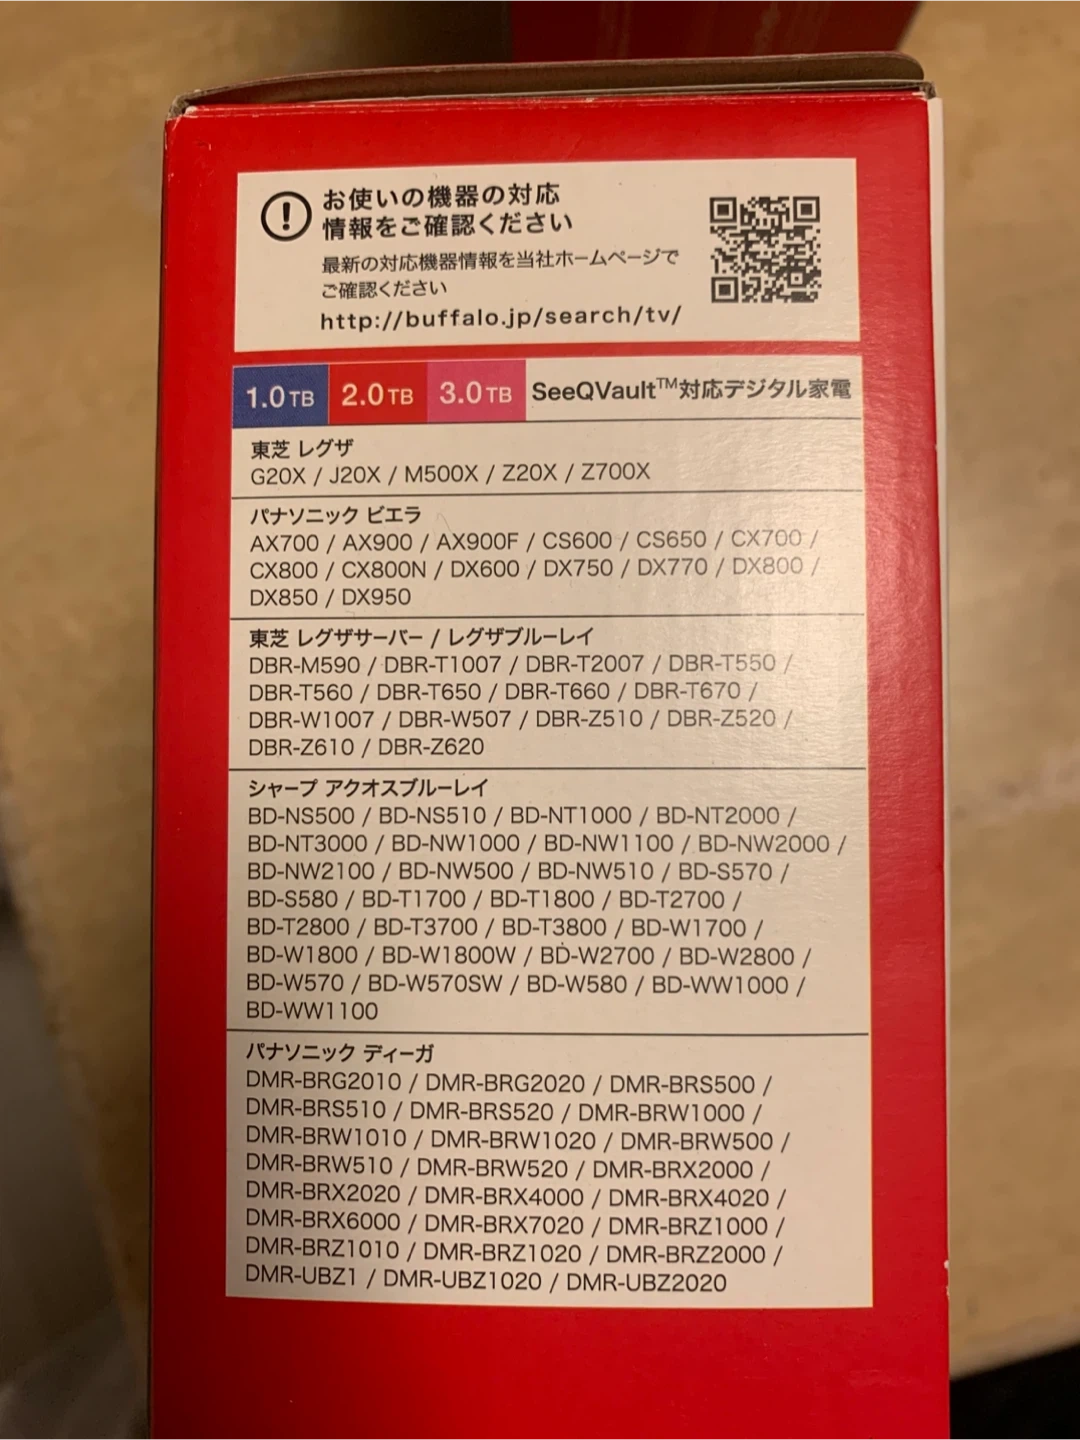 お使いの機器の対応
情報をご確認ください
最新の対応機器情報を当社ホームページで
ご確認ください
http://buffalo.jp/search/tv/
1.0TB 2.0TB 3.0TB SeeQVault™対応デジタル家電
東芝 レグザ
G20X / J20X / M500X / Z20X / Z700X
パナソニック ビエラ
AX700 / AX900 / AX900F / CS600 / CS650 / CX700 /
CX800 / CX800N / DX600 / DX750 / DX770 / DX800 /
DX850 / DX950
東芝 レグザサーバー / レグザブルーレイ
DBR-M590 / DBR-T1007 / DBR-T2007 / DBR-T550 /
DBR-T560 / DBR-T650 / DBR-T660 / DBR-T670 /
DBR-W1007 / DBR-W507 / DBR-Z510 / DBR-Z520 /
DBR-Z610 / DBR-Z620
シャープ アクオスブルーレイ
BD-NS500 / BD-NS510 / BD-NT1000 / BD-NT2000 /
BD-NT3000 / BD-NW1000 / BD-NW1100 / BD-NW2000 /
BD-NW2100 / BD-NW500 / BD-NW510 / BD-S570 /
BD-S580 / BD-T1700 / BD-T1800 / BD-T2700 /
BD-T2800 / BD-T3700 / BD-T3800 / BD-W1700 /
BD-W1800 / BD-W1800W / BD-W2700 / BD-W2800 /
BD-W570 / BD-W570SW / BD-W580 / BD-WW1000 /
BD-WW1100
パナソニック ディーガ
DMR-BRG2010 / DMR-BRG2020 / DMR-BRS500 /
DMR-BRS510 / DMR-BRS520 / DMR-BRW1000 /
DMR-BRW1010 / DMR-BRW1020 / DMR-BRW500 /
DMR-BRW510 / DMR-BRW520 / DMR-BRX2000 /
DMR-BRX2020 / DMR-BRX4000 / DMR-BRX4020 /
DMR-BRX6000 / DMR-BRX7020 / DMR-BRZ1000 /
DMR-BRZ1010 / DMR-BRZ1020 / DMR-BRZ2000 /
DMR-UBZ1 / DMR-UBZ1020 / DMR-UBZ2020